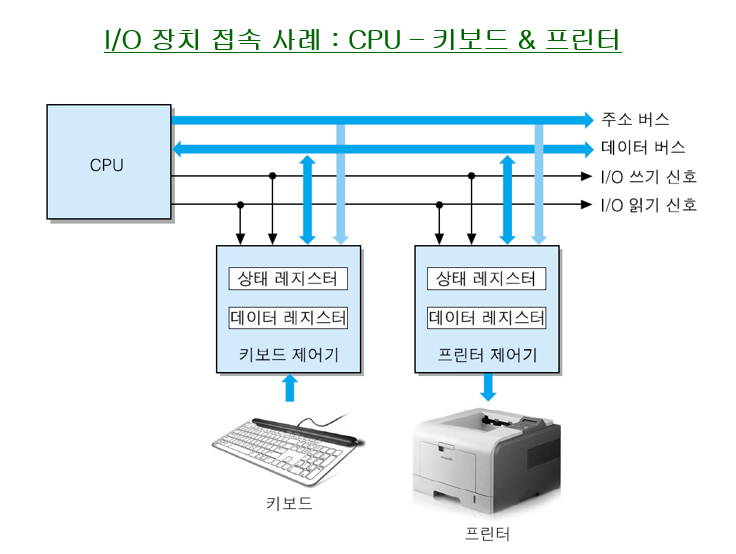 I/O 장치 접속 사례 : CPU – 키보드 & 프린터
CPU
주소 버스
데이터 버스
I/O 쓰기 신호
I/O 읽기 신호
상태 레지스터
데이터 레지스터
키보드 제어기
상태 레지스터
데이터 레지스터
프린터 제어기
키보드
프린터